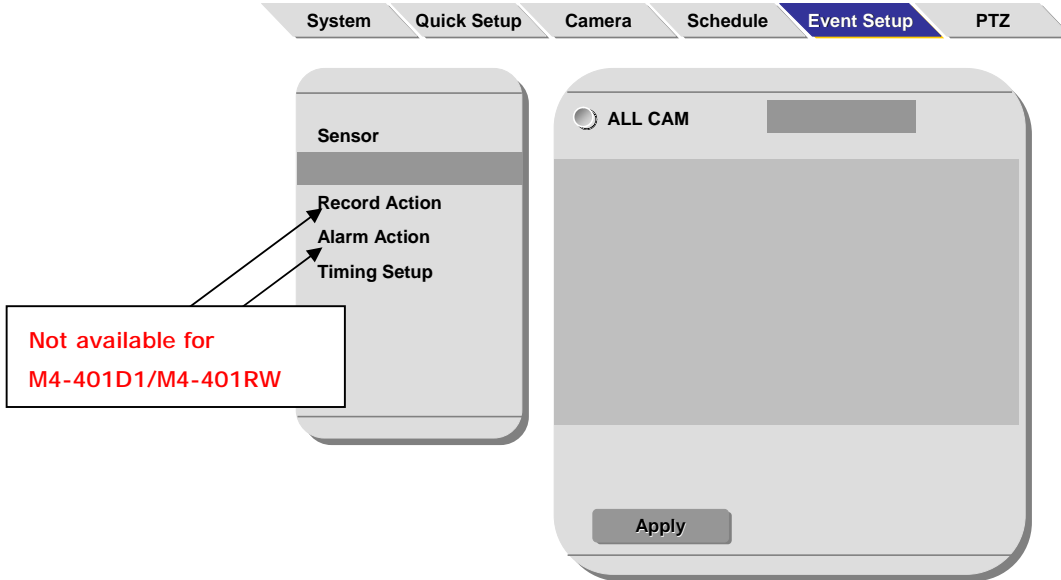 System Quick Setup Camera Schedule Event Setup PTZ
Sensor
Record Action
Alarm Action
Timing Setup
Not available for
M4-401D1/M4-401RW
ALL CAM
Apply